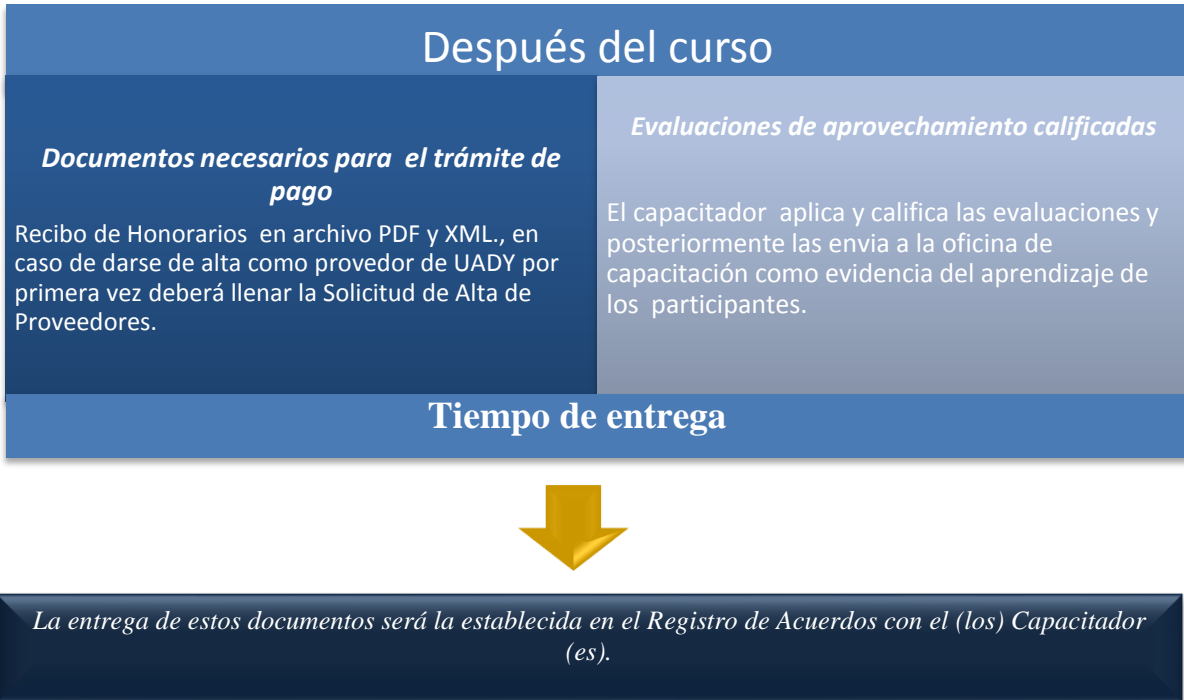 Después del curso
Documentos necesarios para el trámite de
pago
Recibo de Honorarios en archivo PDF y XML., en
caso de darse de alta como provedor de UADY por
primera vez deberá llenar la Solicitud de Alta de
Proveedores.
Evaluaciones de aprovechamiento calificadas
El capacitador aplica y califica las evaluaciones y
posteriormente las envia a la oficina de
capacitación como evidencia del aprendizaje de
los participantes.
Tiempo de entrega
La entrega de estos documentos será la establecida en el Registro de Acuerdos con el (los) Capacitador
(es).